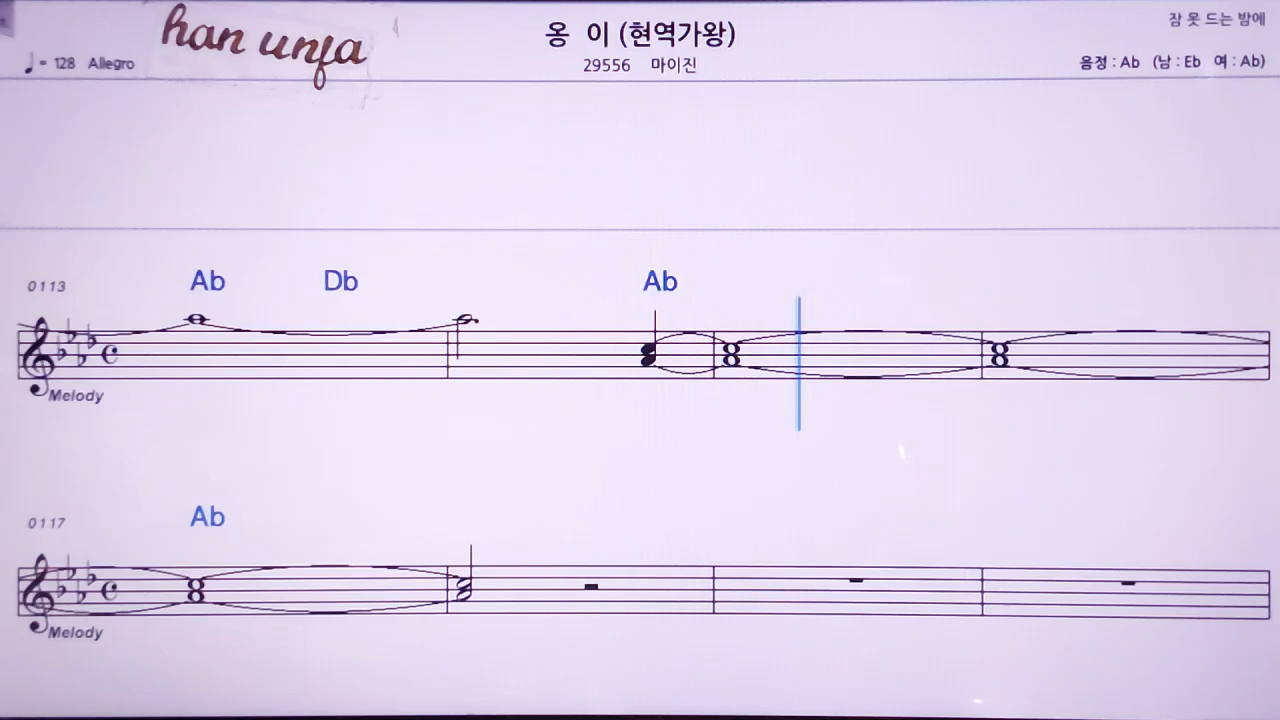 han unfa
옹 이 (현역가왕)
잠 못 드는 밤에
♩ = 128 Allegro
29556 마이진
음정 : Ab (남 : Eb 여 : Ab)
0113 Ab Db Ab
Melody
0117 Ab
Melody